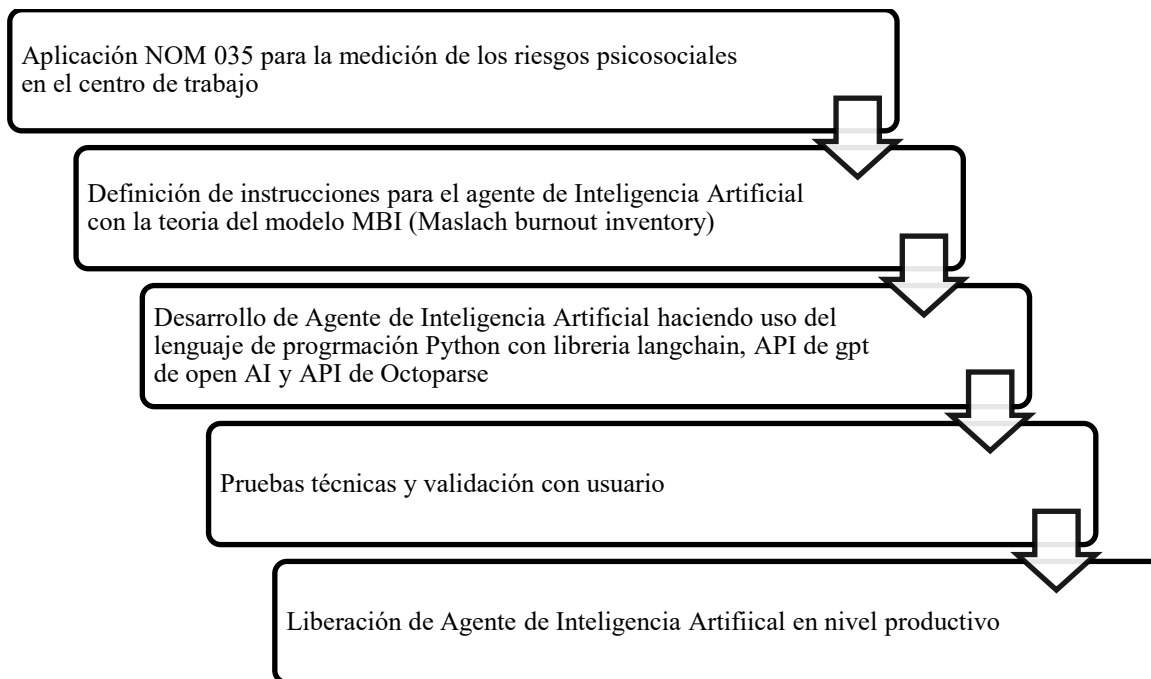 Aplicación NOM 035 para la medición de los riesgos psicosociales
en el centro de trabajo
Definición de instrucciones para el agente de Inteligencia Artificial
con la teoria del modelo MBI (Maslach burnout inventory)
Desarrollo de Agente de Inteligencia Artificial haciendo uso del
lenguaje de progrmación Python con libreria langchain, API de gpt
de open AI y API de Octoparse
Pruebas técnicas y validación con usuario
Liberación de Agente de Inteligencia Artifiical en nivel productivo